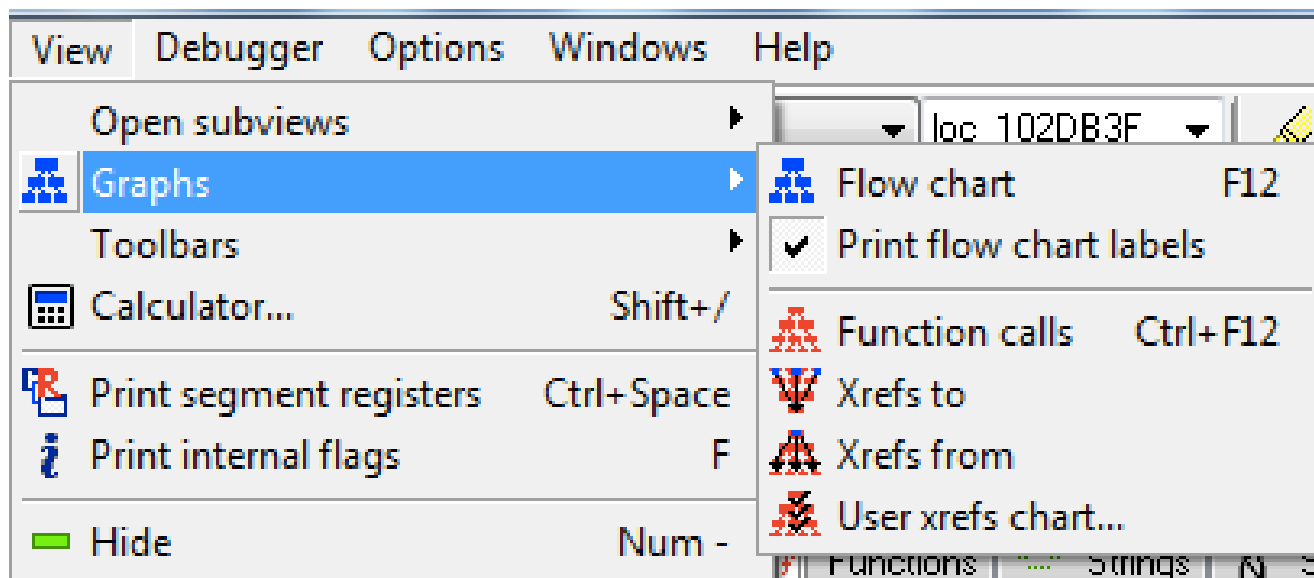 View Debugger Options Windows Help
Open subviews
loc_102DB3F
Graphs
Flow chart F12
Toolbars
Print flow chart labels
Calculator... Shift+/
Function calls Ctrl+F12
Print segment registers Ctrl+Space
Xrefs to
Print internal flags F
Xrefs from
User xrefs chart...
Hide Num -
Functions Strings